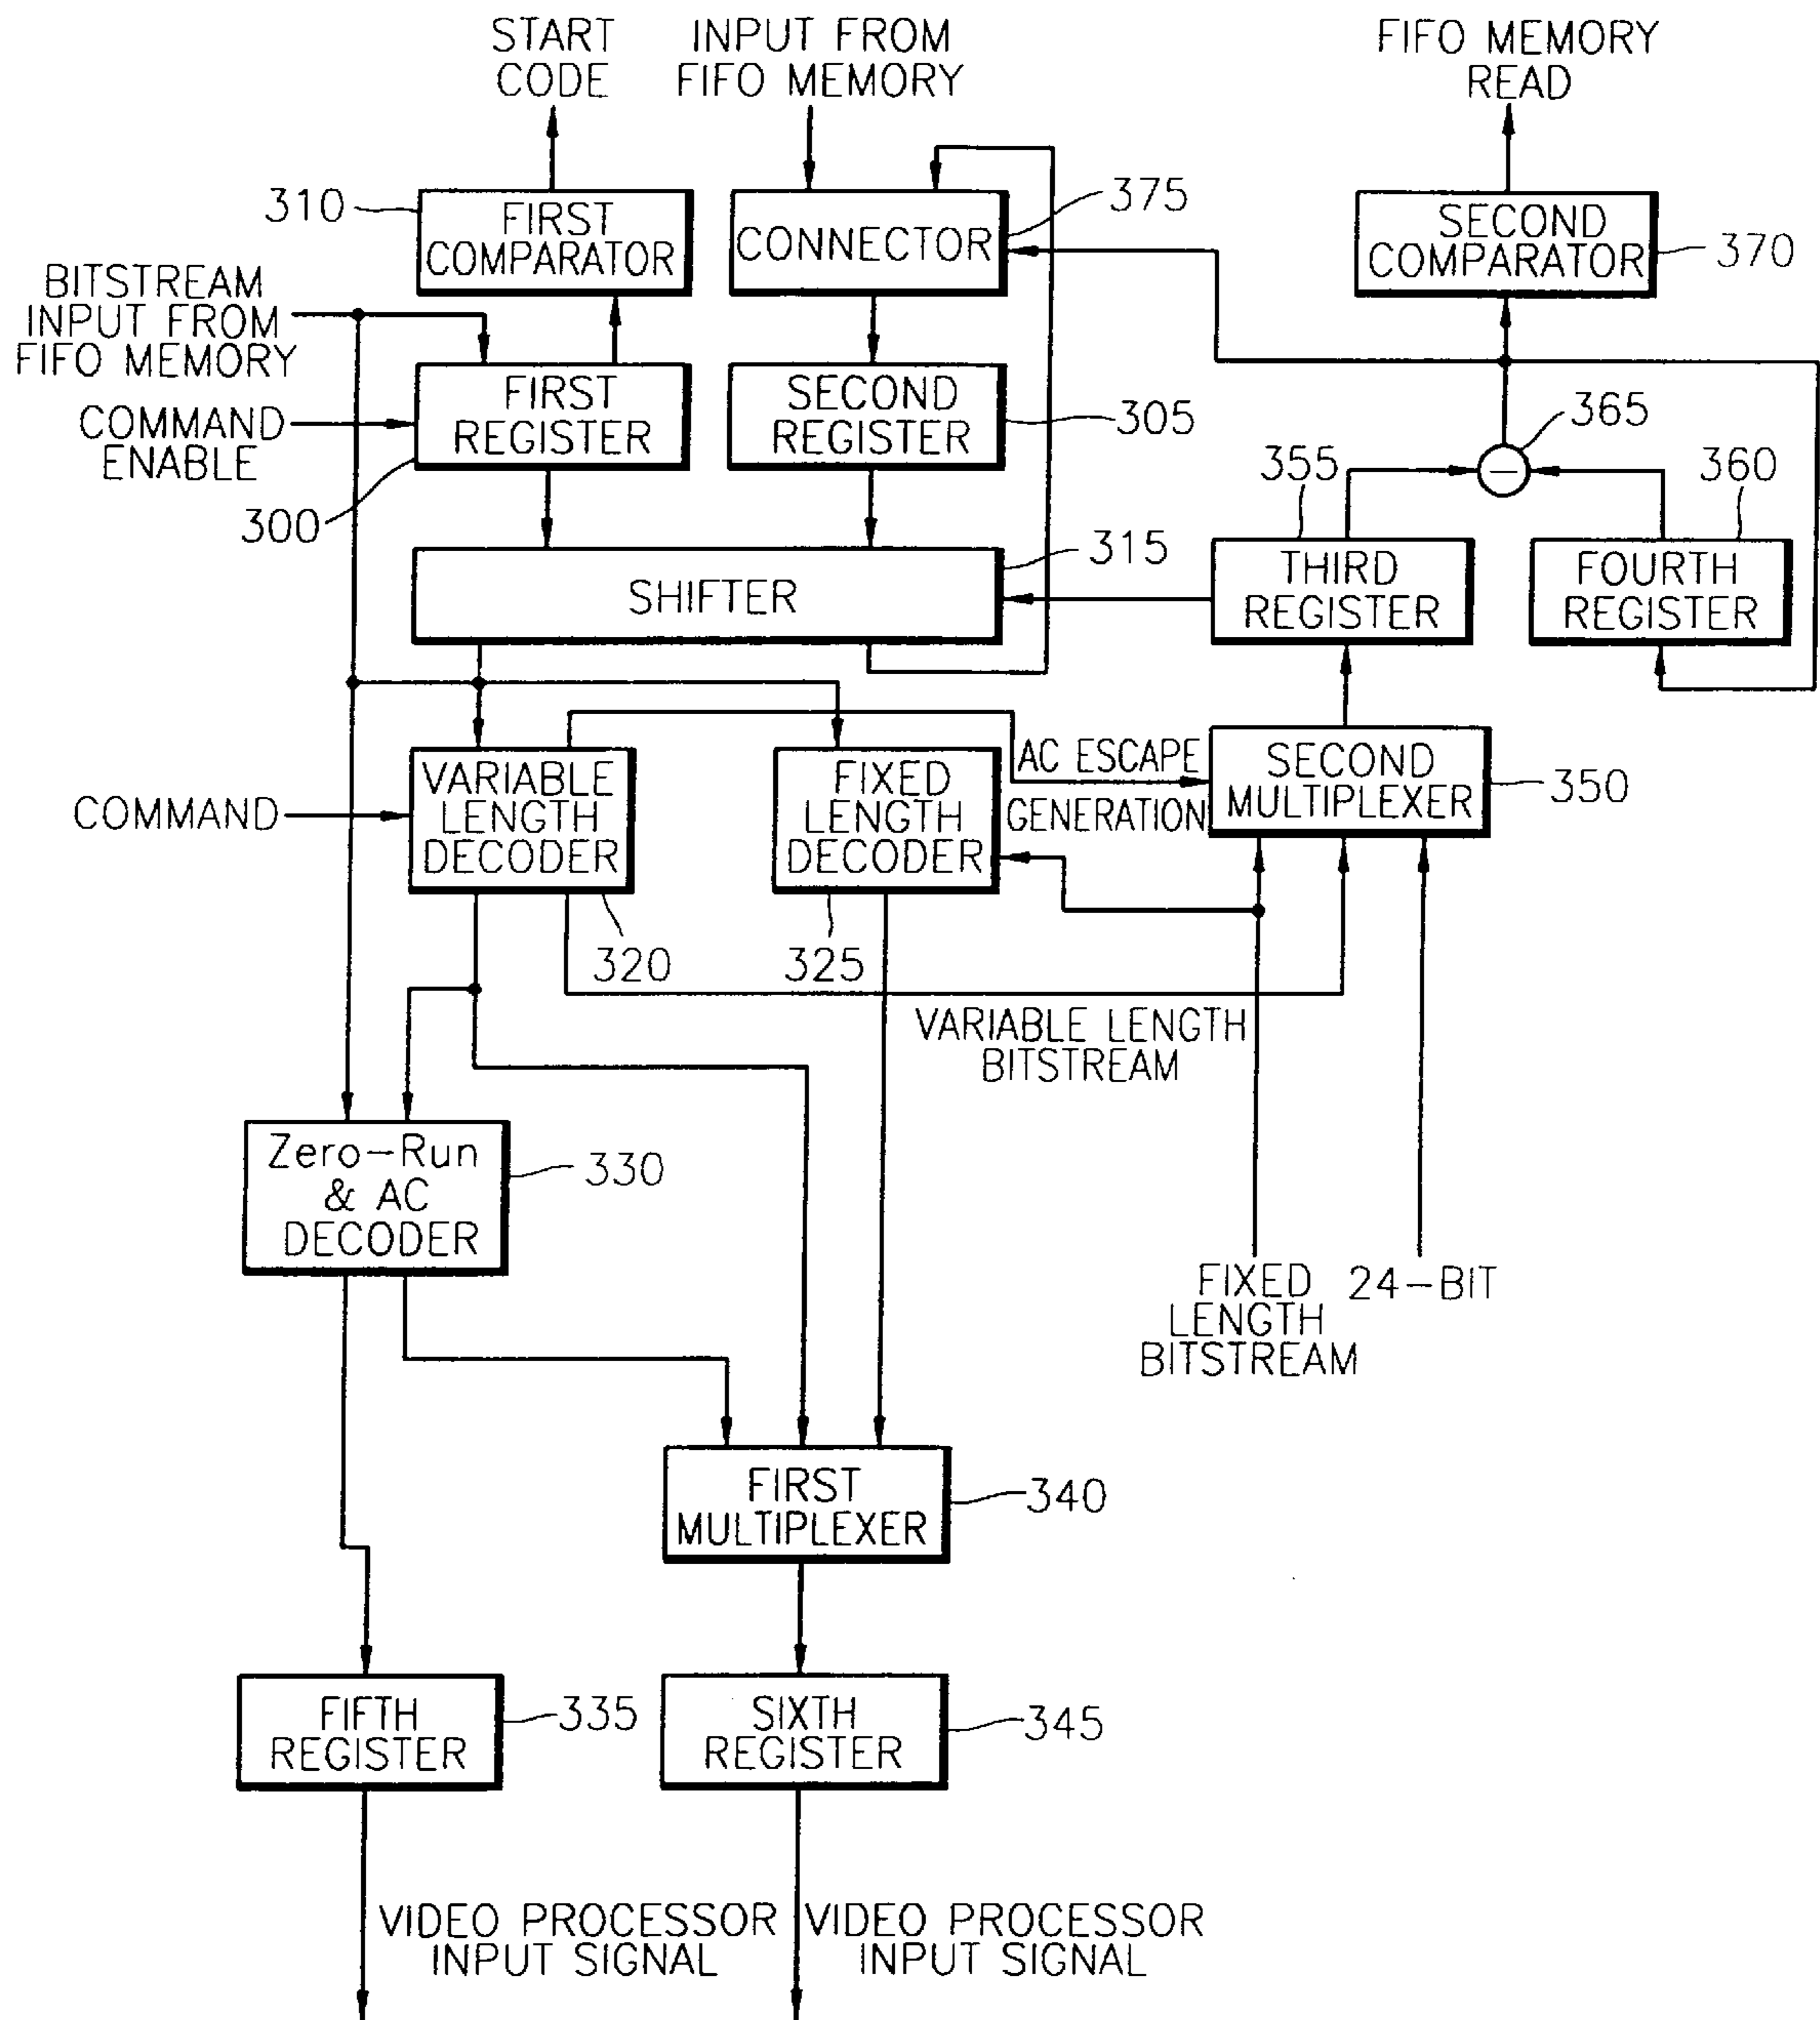 START
CODE
INPUT FROM
FIFO MEMORY
FIFO MEMORY
READ
310
FIRST
COMPARATOR
CONNECTOR
375
SECOND
COMPARATOR
370
BITSTREAM
INPUT FROM
FIFO MEMORY
COMMAND
ENABLE
FIRST
REGISTER
300
SECOND
REGISTER
305
365
−
355
360
SHIFTER
315
THIRD
REGISTER
FOURTH
REGISTER
COMMAND
VARIABLE
LENGTH
DECODER
320
FIXED
LENGTH
DECODER
325
AC ESCAPE
GENERATION
SECOND
MULTIPLEXER
350
VARIABLE LENGTH
BITSTREAM
Zero-Run
& AC
DECODER
330
FIXED
LENGTH
BITSTREAM
24-BIT
FIRST
MULTIPLEXER
340
FIFTH
REGISTER
335
SIXTH
REGISTER
345
VIDEO PROCESSOR
INPUT SIGNAL
VIDEO PROCESSOR
INPUT SIGNAL